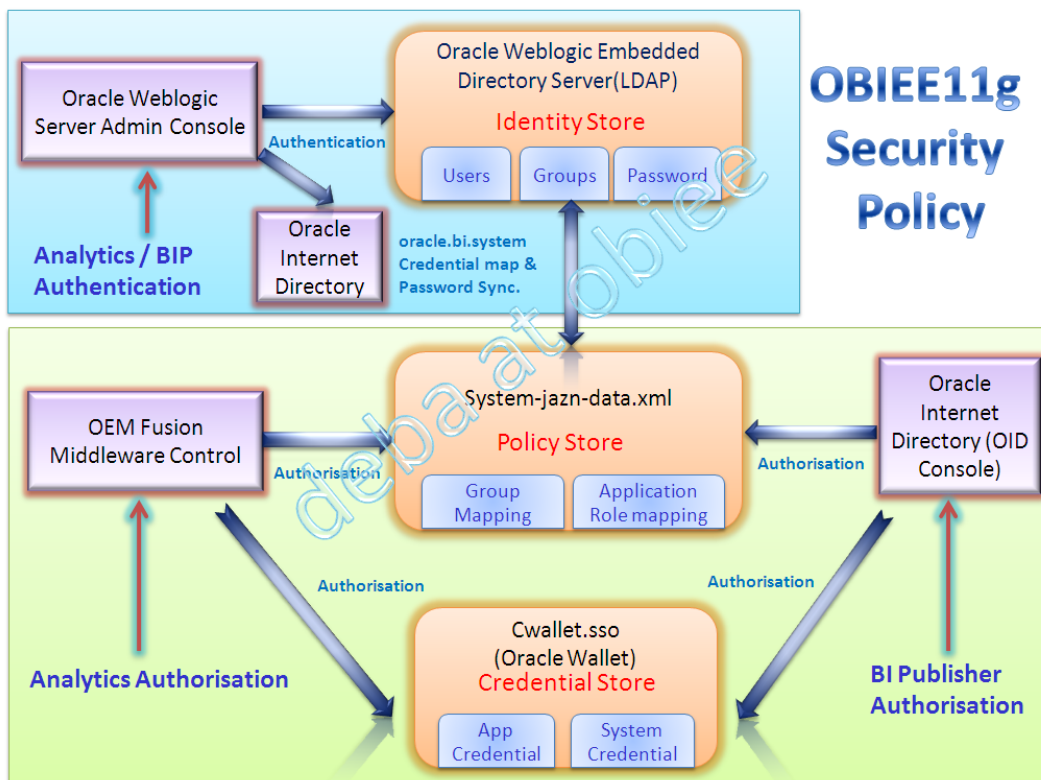 OBIEE11g
Security
Policy
Oracle Weblogic
Server Admin Console
Authentication
Oracle Weblogic Embedded
Directory Server(LDAP)
Identity Store
Users
Groups
Password
Analytics / BIP
Authentication
Oracle
Internet
Directory
oracle.bi.system
Credential map &
Password Sync.
deba at obiee
OEM Fusion
Middleware Control
Authorisation
System-jazn-data.xml
Policy Store
Group
Mapping
Application
Role mapping
Authorisation
Oracle
Internet
Directory (OID
Console)
Authorisation
Authorisation
Analytics Authorisation
Cwallet.sso
(Oracle Wallet)
Credential Store
App
Credential
System
Credential
BI Publisher
Authorisation